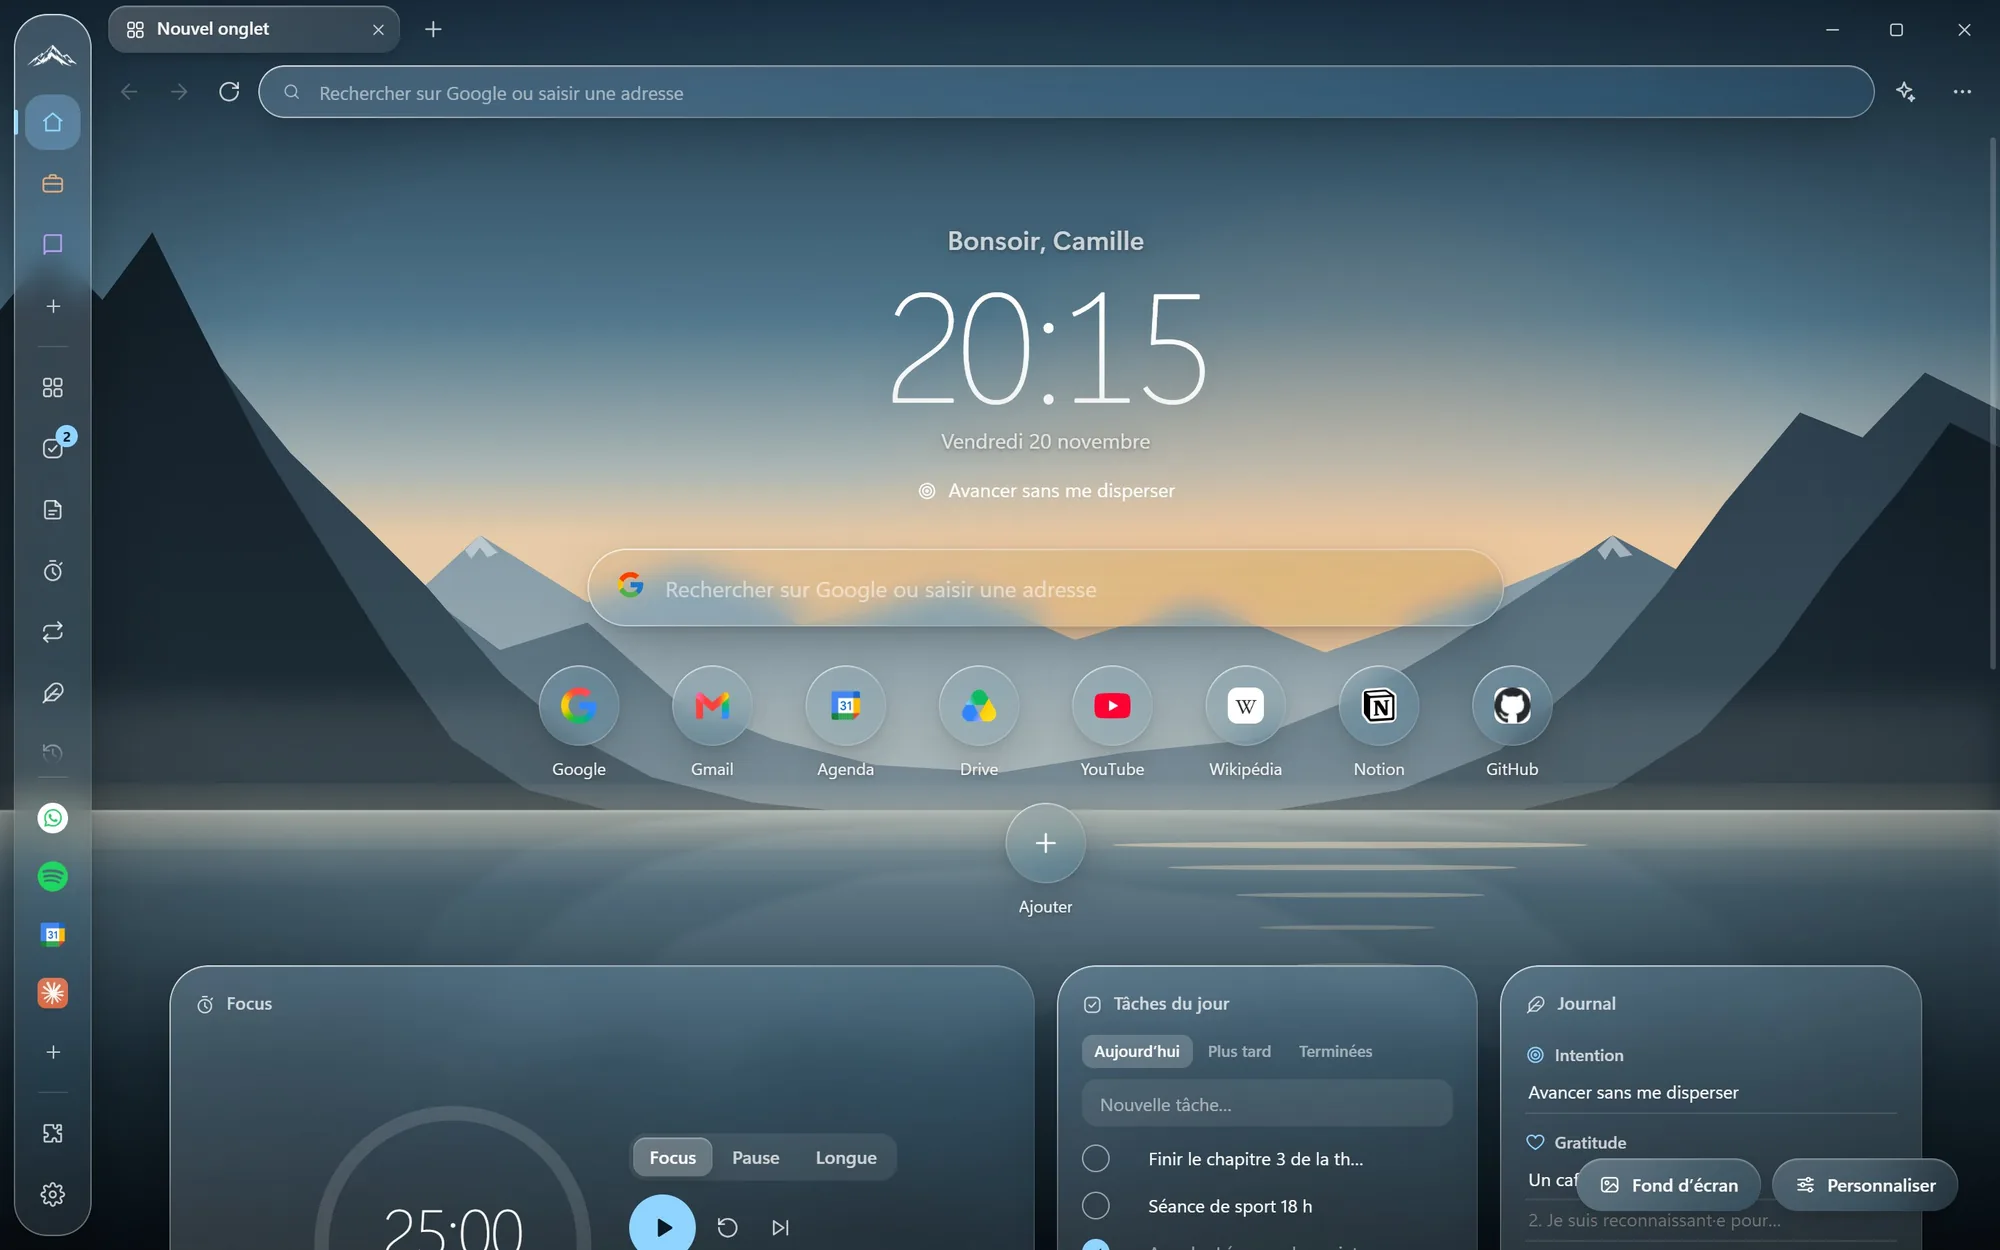 Nouvel onglet
Rechercher sur Google ou saisir une adresse
Bonsoir, Camille
20:15
Vendredi 20 novembre
Avancer sans me disperser
Rechercher sur Google ou saisir une adresse
2
31
W
N
Google
Gmail
Agenda
Drive
YouTube
Wikipédia
Notion
GitHub
Ajouter
31
Focus
Focus
Pause
Longue
25:00
Tâches du jour
Aujourd'hui
Plus tard
Terminées
Nouvelle tâche...
Finir le chapitre 3 de la th...
Séance de sport 18 h
Journal
Intention
Avancer sans me disperser
Gratitude
Un caf
2. Je suis reconnaissant·e pour...
Fond d'écran
Personnaliser